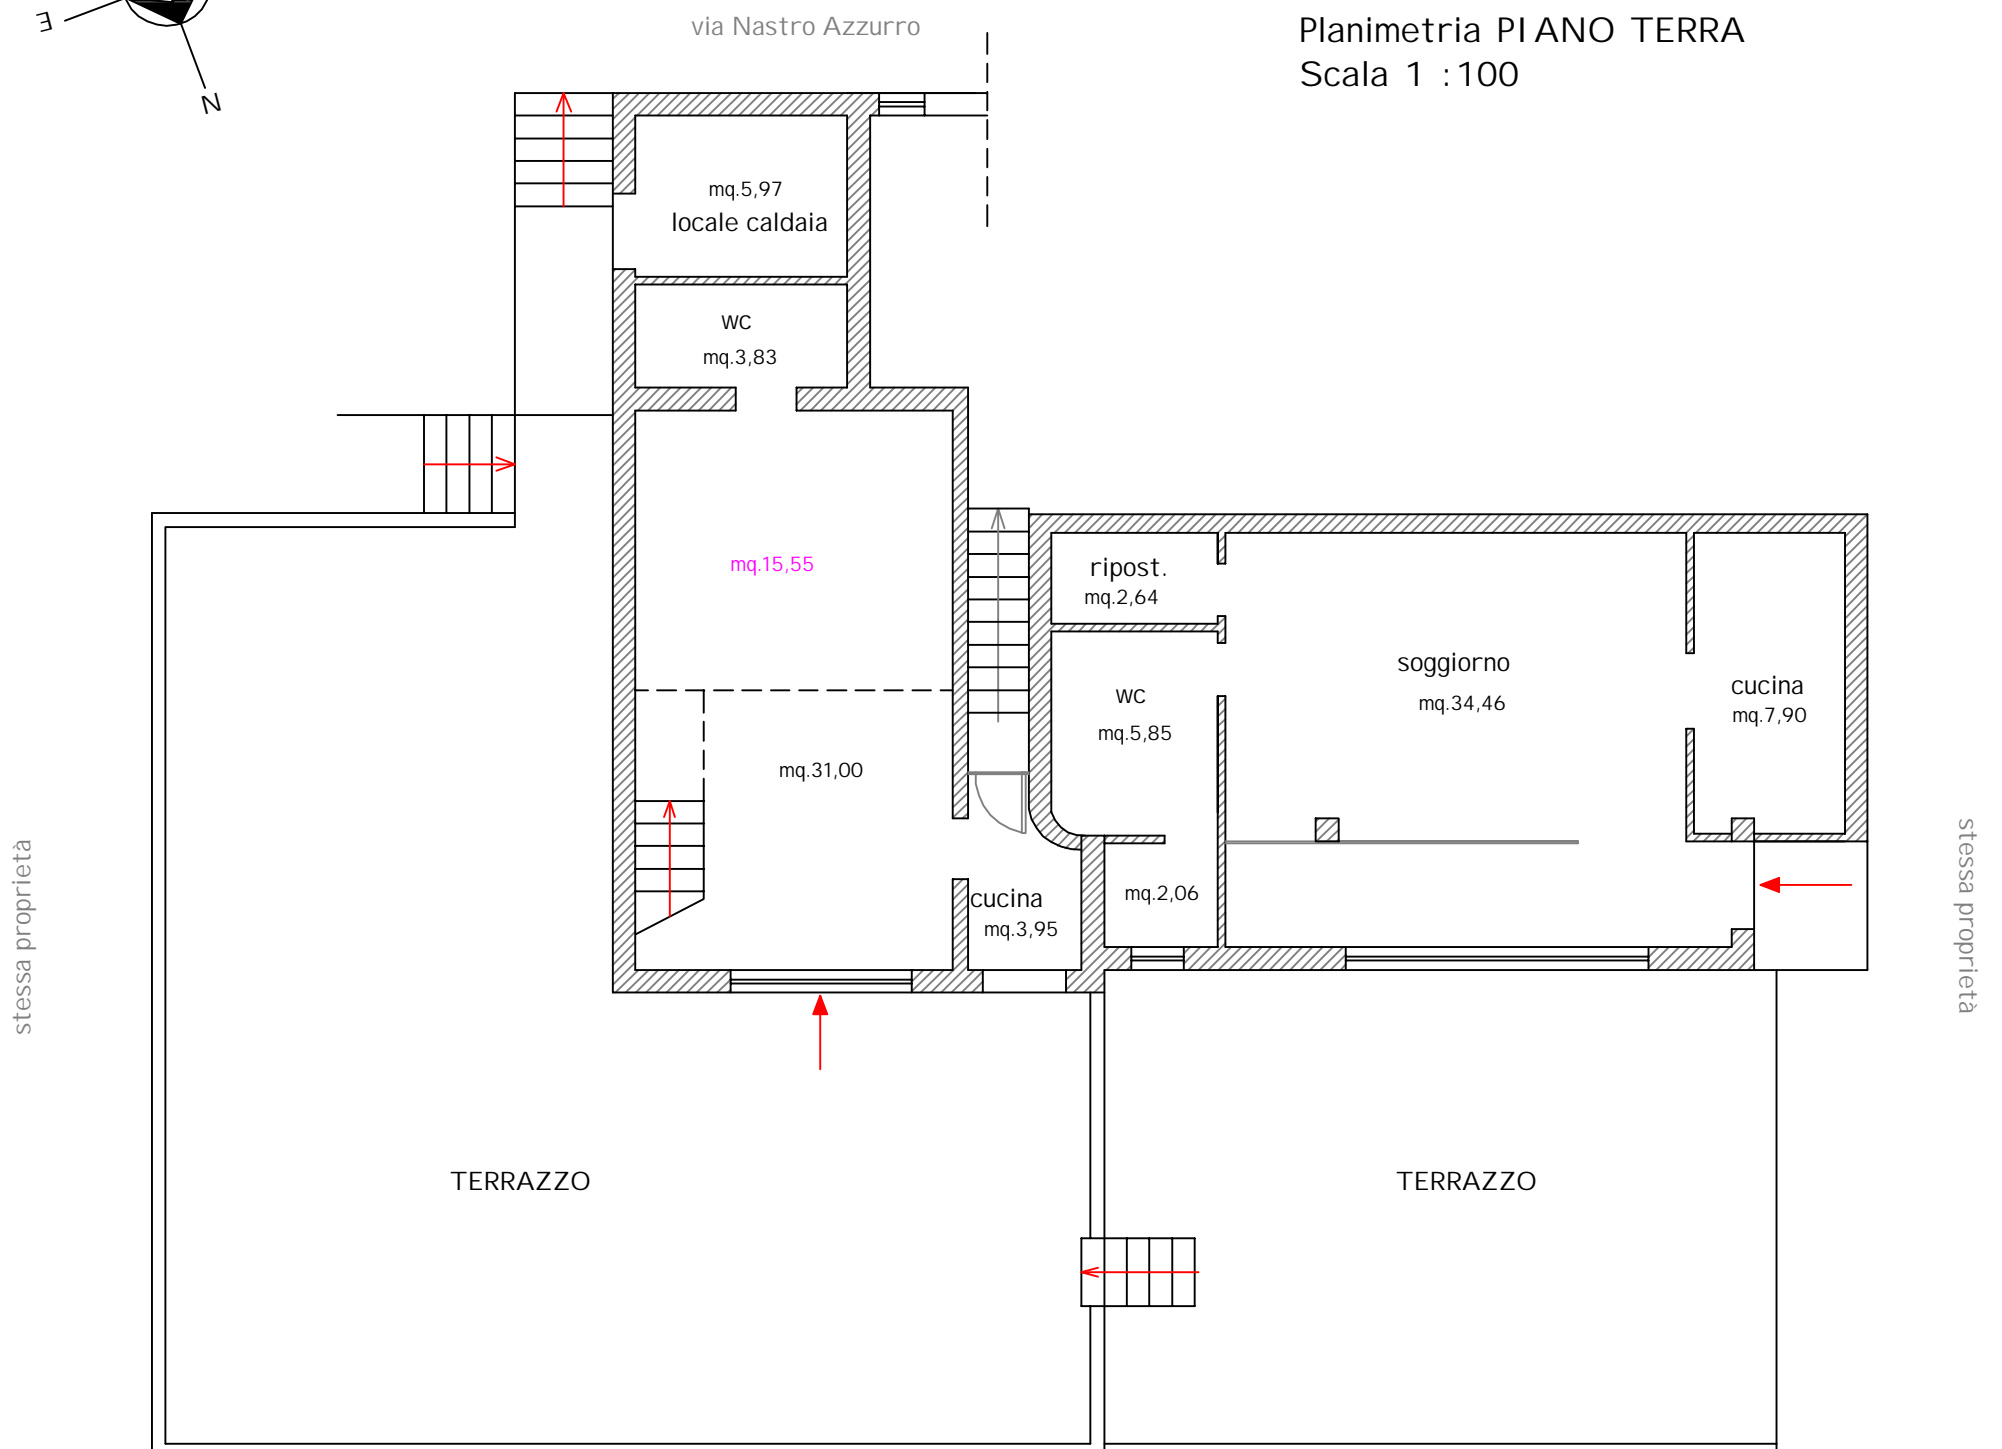 E
N
via Nastro Azzurro
Planimetria PIANO TERRA
Scala 1 :100
mq.5,97
locale caldaia
wc
mq.3,83
mq.15,55
ripost.
mq.2,64
soggiorno
mq.34,46
cucina
mq.7,90
wc
mq.5,85
mq.31,00
cucina
mq.3,95
mq.2,06
stessa proprietà
stessa proprietà
TERRAZZO
TERRAZZO